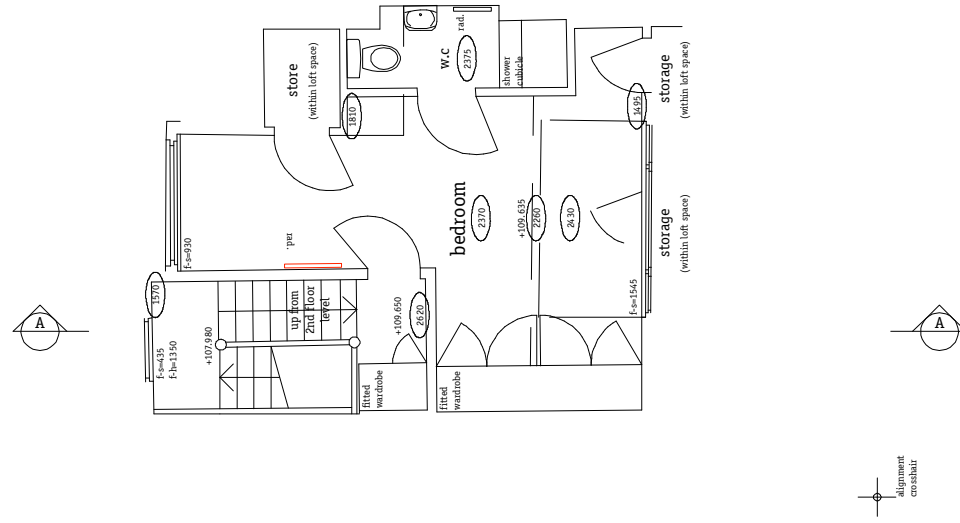 store
(within loft space)
1810
w.c
rad.
2375
shower
cubicle
storage
(within loft space)
1495
bedroom
2370
+109.635
2260
2430
storage
(within loft space)
f-s=1545
f-s=930
rad.
1570
up from
2nd floor
level
+109.650
2620
+107.980
f-s=435
f-h=1350
fitted
wardrobe
fitted
wardrobe
A
A
alignment
crosshair